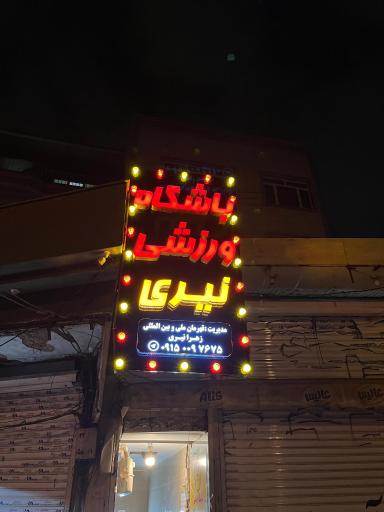 باشگاه
ورزشی
نیری
مدیریت : قهرمان ملی و بین المللی
زهرا نیری
۰۹۱۵ ۰۰۹ ۷۶۷۵